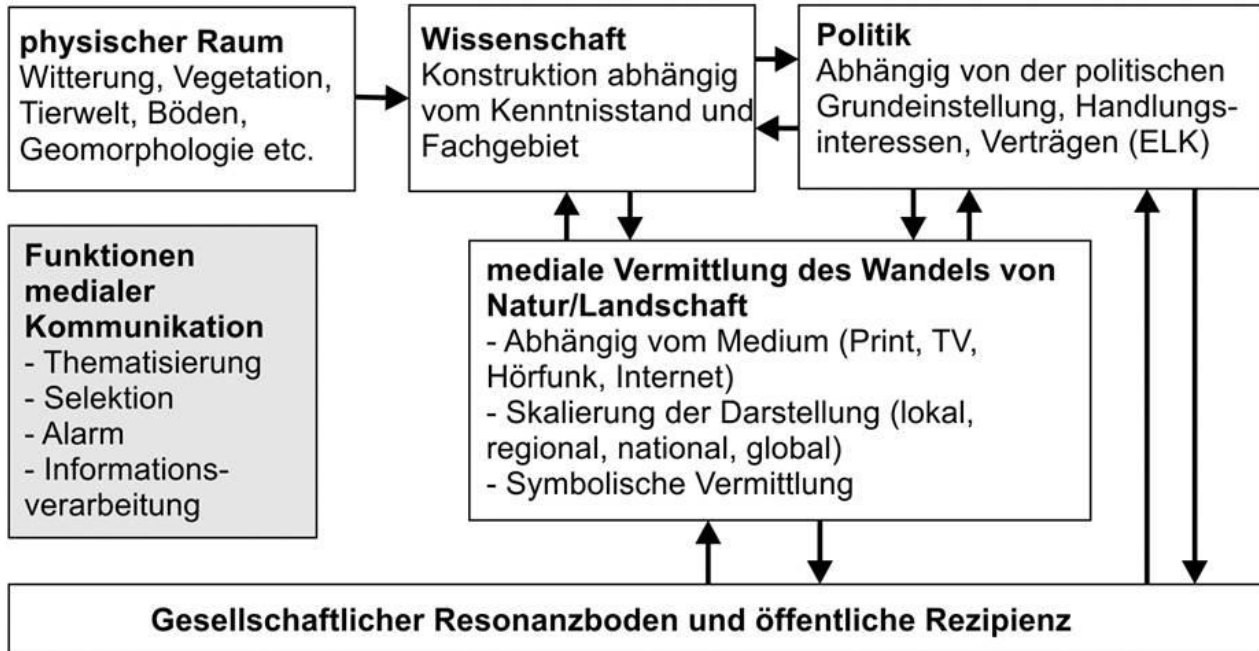 physischer Raum
Witterung, Vegetation,
Tierwelt, Böden,
Geomorphologie etc.
Wissenschaft
Konstruktion abhängig
vom Kenntnisstand und
Fachgebiet
Politik
Abhängig von der politischen
Grundeinstellung, Handlungs-
interessen, Verträgen (ELK)
Funktionen
medialer
Kommunikation
- Thematisierung
- Selektion
- Alarm
- Informations-
verarbeitung
mediale Vermittlung des Wandels von
Natur/Landschaft
- Abhängig vom Medium (Print, TV,
Hörfunk, Internet)
- Skalierung der Darstellung (lokal,
regional, national, global)
- Symbolische Vermittlung
Gesellschaftlicher Resonanzboden und öffentliche Rezipienz